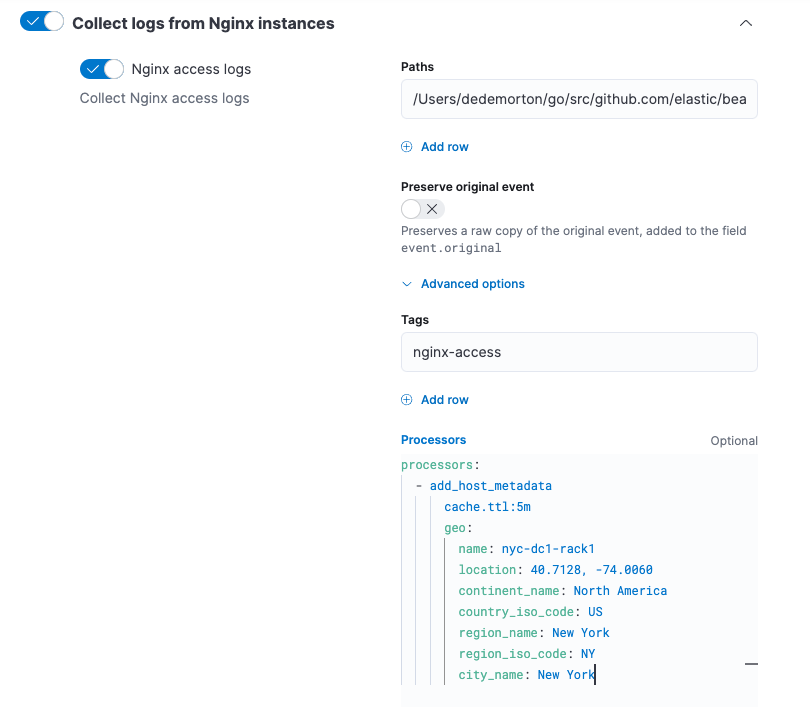 Collect logs from Nginx instances
Nginx access logs
Collect Nginx access logs
Paths
/Users/dedemorton/go/src/github.com/elastic/bea
Add row
Preserve original event
Preserves a raw copy of the original event, added to the field
event.original
Advanced options
Tags
nginx-access
Add row
Processors
Optional
processors:
- add_host_metadata
cache.ttl:5m
geo:
name: nyc-dc1-rack1
location: 40.7128, -74.0060
continent_name: North America
country_iso_code: US
region_name: New York
region_iso_code: NY
city_name: New York